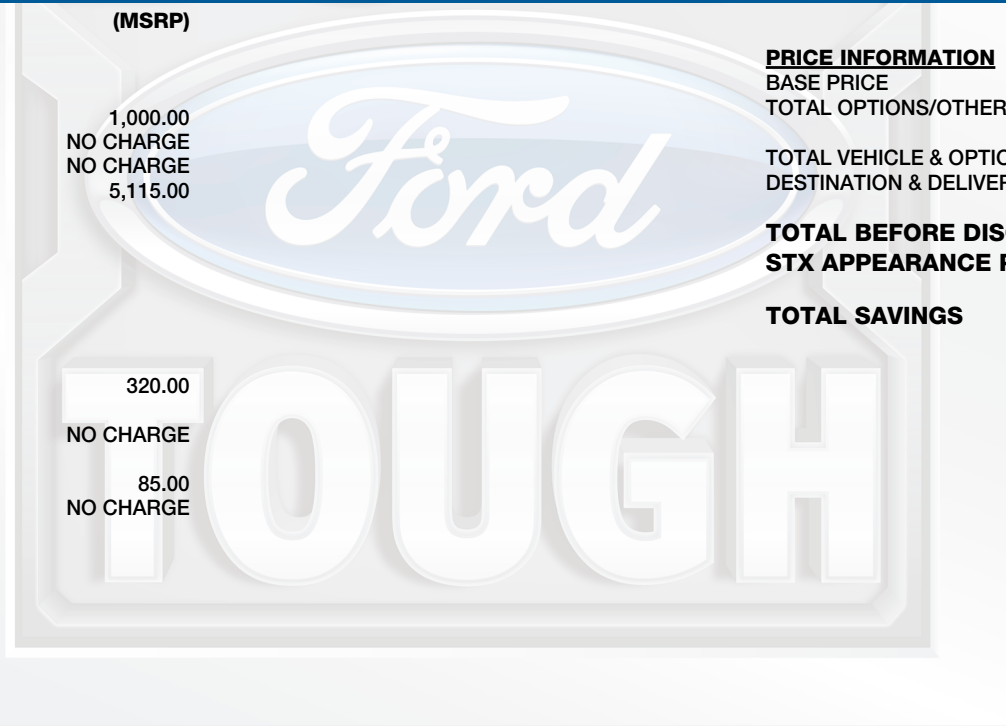 (MSRP)
1,000.00
NO CHARGE
NO CHARGE
5,115.00
320.00
NO CHARGE
85.00
NO CHARGE
PRICE INFORMATION
BASE PRICE
TOTAL OPTIONS/OTHER
TOTAL VEHICLE & OPTIO
DESTINATION & DELIVER
TOTAL BEFORE DIS
STX APPEARANCE P
TOTAL SAVINGS
Ford
TOUGH